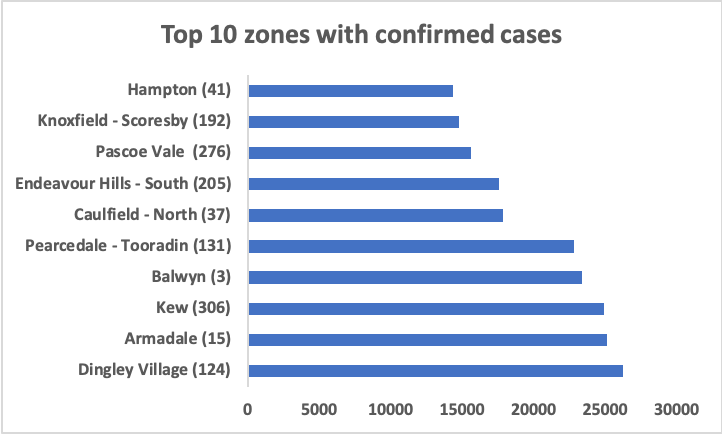 Top 10 zones with confirmed cases
Hampton (41)
Knoxfield - Scoresby (192)
Pascoe Vale  (276)
Endeavour Hills - South (205)
Caulfield - North (37)
Pearcedale - Tooradin (131)
Balwyn (3)
Kew (306)
Armadale (15)
Dingley Village (124)
0 5000 10000 15000 20000 25000 30000